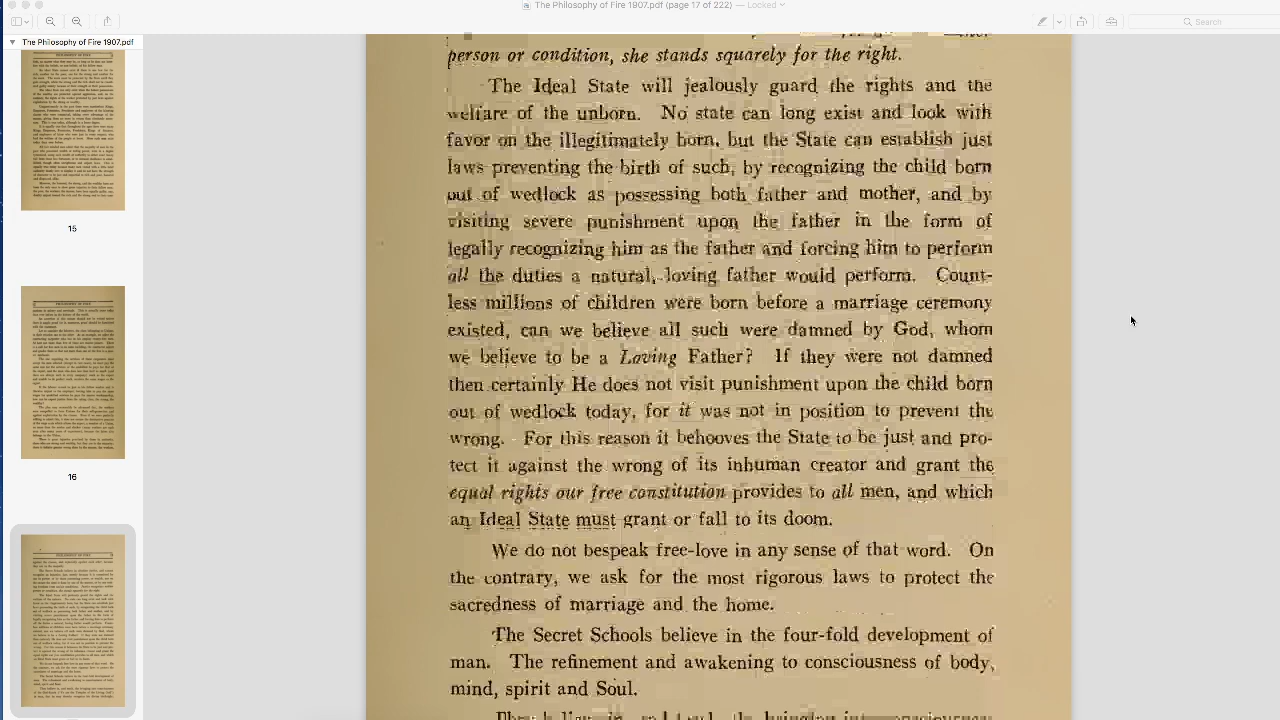 The Philosophy of Fire 1907.pdf (page 17 of 222) — Locked
Search
The Philosophy of Fire 1907.pdf
15
16
condition, she stands squarely for the right.
The Ideal State will jealously guard the rights and the
welfare of the unborn. No state can long exist and look with
favor on the illegitimately born, but the state can establish just
laws governing the birth of such, by recognizing the child born
out of wedlock as possessing both father and mother, and by
visiting severe punishment upon the father in the form of
legally recognizing him as the father and forcing him to perform
all the duties a natural, loving father would perform. Count-
less millions of children were born before a marriage ceremony
existed. Can we believe all such were damned by God, whom
we believe to be a Loving Father? If they were not damned
then certainly He does not visit punishment upon the child born
out of wedlock today, for it was not in position to prevent the
wrong. For this reason it behooves the state to be just and pro-
tect it against the wrong of its inhuman creator and grant the
equal rights our free constitution provides to all men, and which
an Ideal State must grant or fall to its doom.
We do not bespeak free-love in any sense of that word. On
the contrary, we ask for the most rigorous laws to protect the
sacredness of marriage and the home.
The Secret Schools believe in the four fold development of
man. The refinement and awakening to consciousness of body,
mind, spirit and Soul.